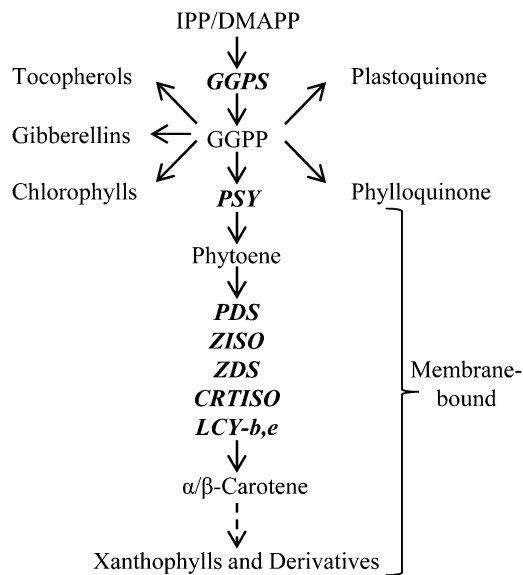 IPP/DMAPP
Tocopherols
GGPS
Plastoquinone
Gibberellins
GGPP
Chlorophylls
PSY
Phylloquinone
Phytoene
PDS
ZISO
ZDS
CRTISO
LCY-b,e
Membrane-
bound
α/β-Carotene
Xanthophylls and Derivatives